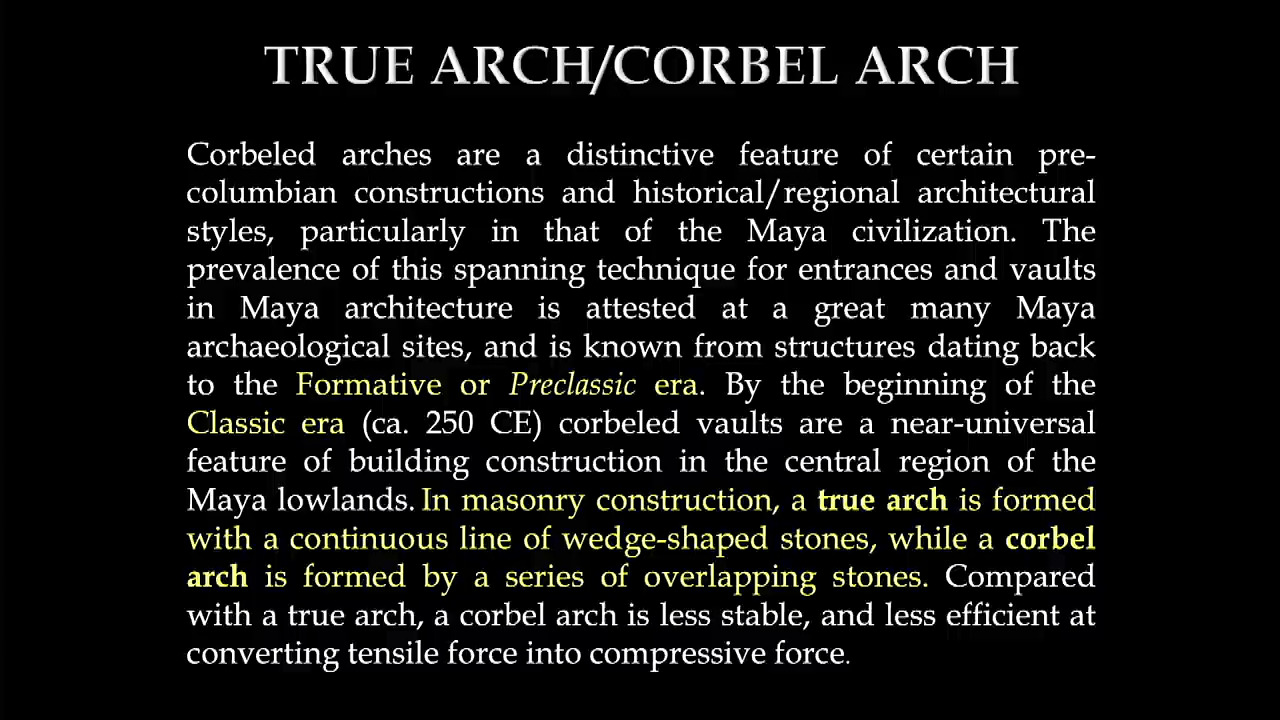 TRUE ARCH/CORBEL ARCH
Corbeled arches are a distinctive feature of certain pre-
columbian constructions and historical/regional architectural
styles, particularly in that of the Maya civilization. The
prevalence of this spanning technique for entrances and vaults
in Maya architecture is attested at a great many Maya
archaeological sites, and is known from structures dating back
to the Formative or Preclassic era. By the beginning of the
Classic era (ca. 250 CE) corbeled vaults are a near-universal
feature of building construction in the central region of the
Maya lowlands. In masonry construction, a true arch is formed
with a continuous line of wedge-shaped stones, while a corbel
arch is formed by a series of overlapping stones. Compared
with a true arch, a corbel arch is less stable, and less efficient at
converting tensile force into compressive force.